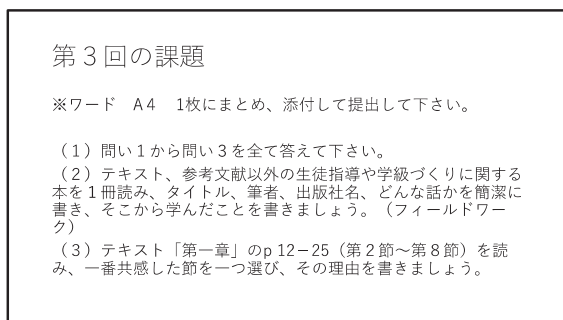 第３回の課題
※ワード　A４　1枚にまとめ、添付して提出して下さい。
（1）問い１から問い３を全て答えて下さい。
（2）テキスト、参考文献以外の生徒指導や学級づくりに関する
本を１冊読み、タイトル、筆者、出版社名、どんな話かを簡潔に
書き、そこから学んだことを書きましょう。（フィールドワー
ク）
（3）テキスト「第一章」のp 12－25（第２節～第８節）を読
み、一番共感した節を一つ選び、その理由を書きましょう。